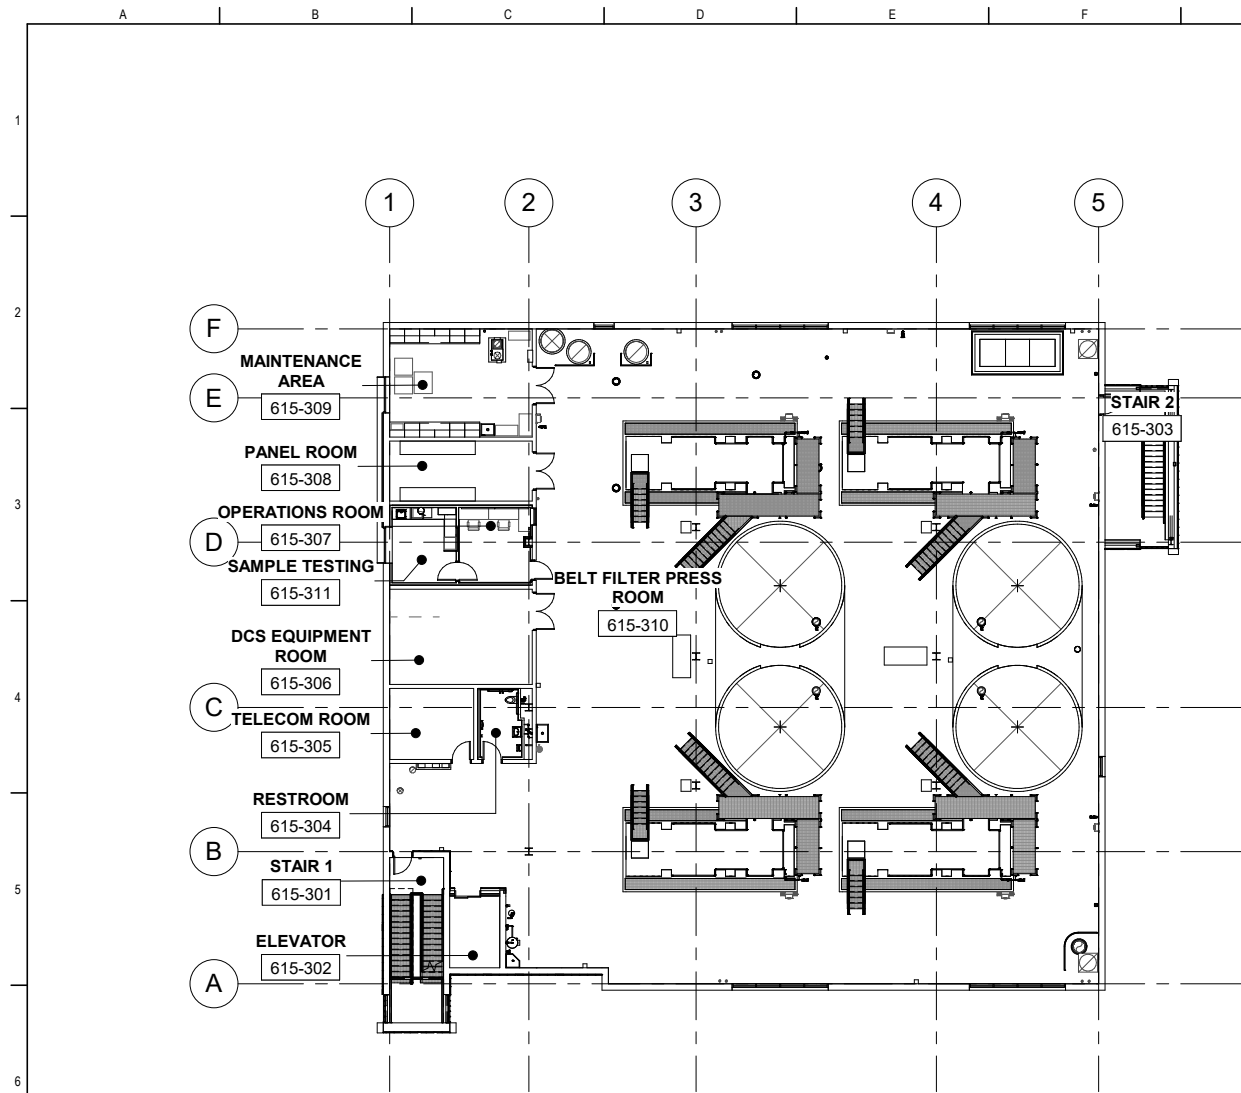 A B C D E F
1
1 2 3 4 5
2
F
MAINTENANCE
AREA
615-309
E
STAIR 2
615-303
PANEL ROOM
615-308
3
OPERATIONS ROOM
615-307
D
SAMPLE TESTING
615-311
BELT FILTER PRESS
ROOM
615-310
DCS EQUIPMENT
ROOM
615-306
4
C
TELECOM ROOM
615-305
RESTROOM
615-304
B
STAIR 1
615-301
5
ELEVATOR
615-302
A
6